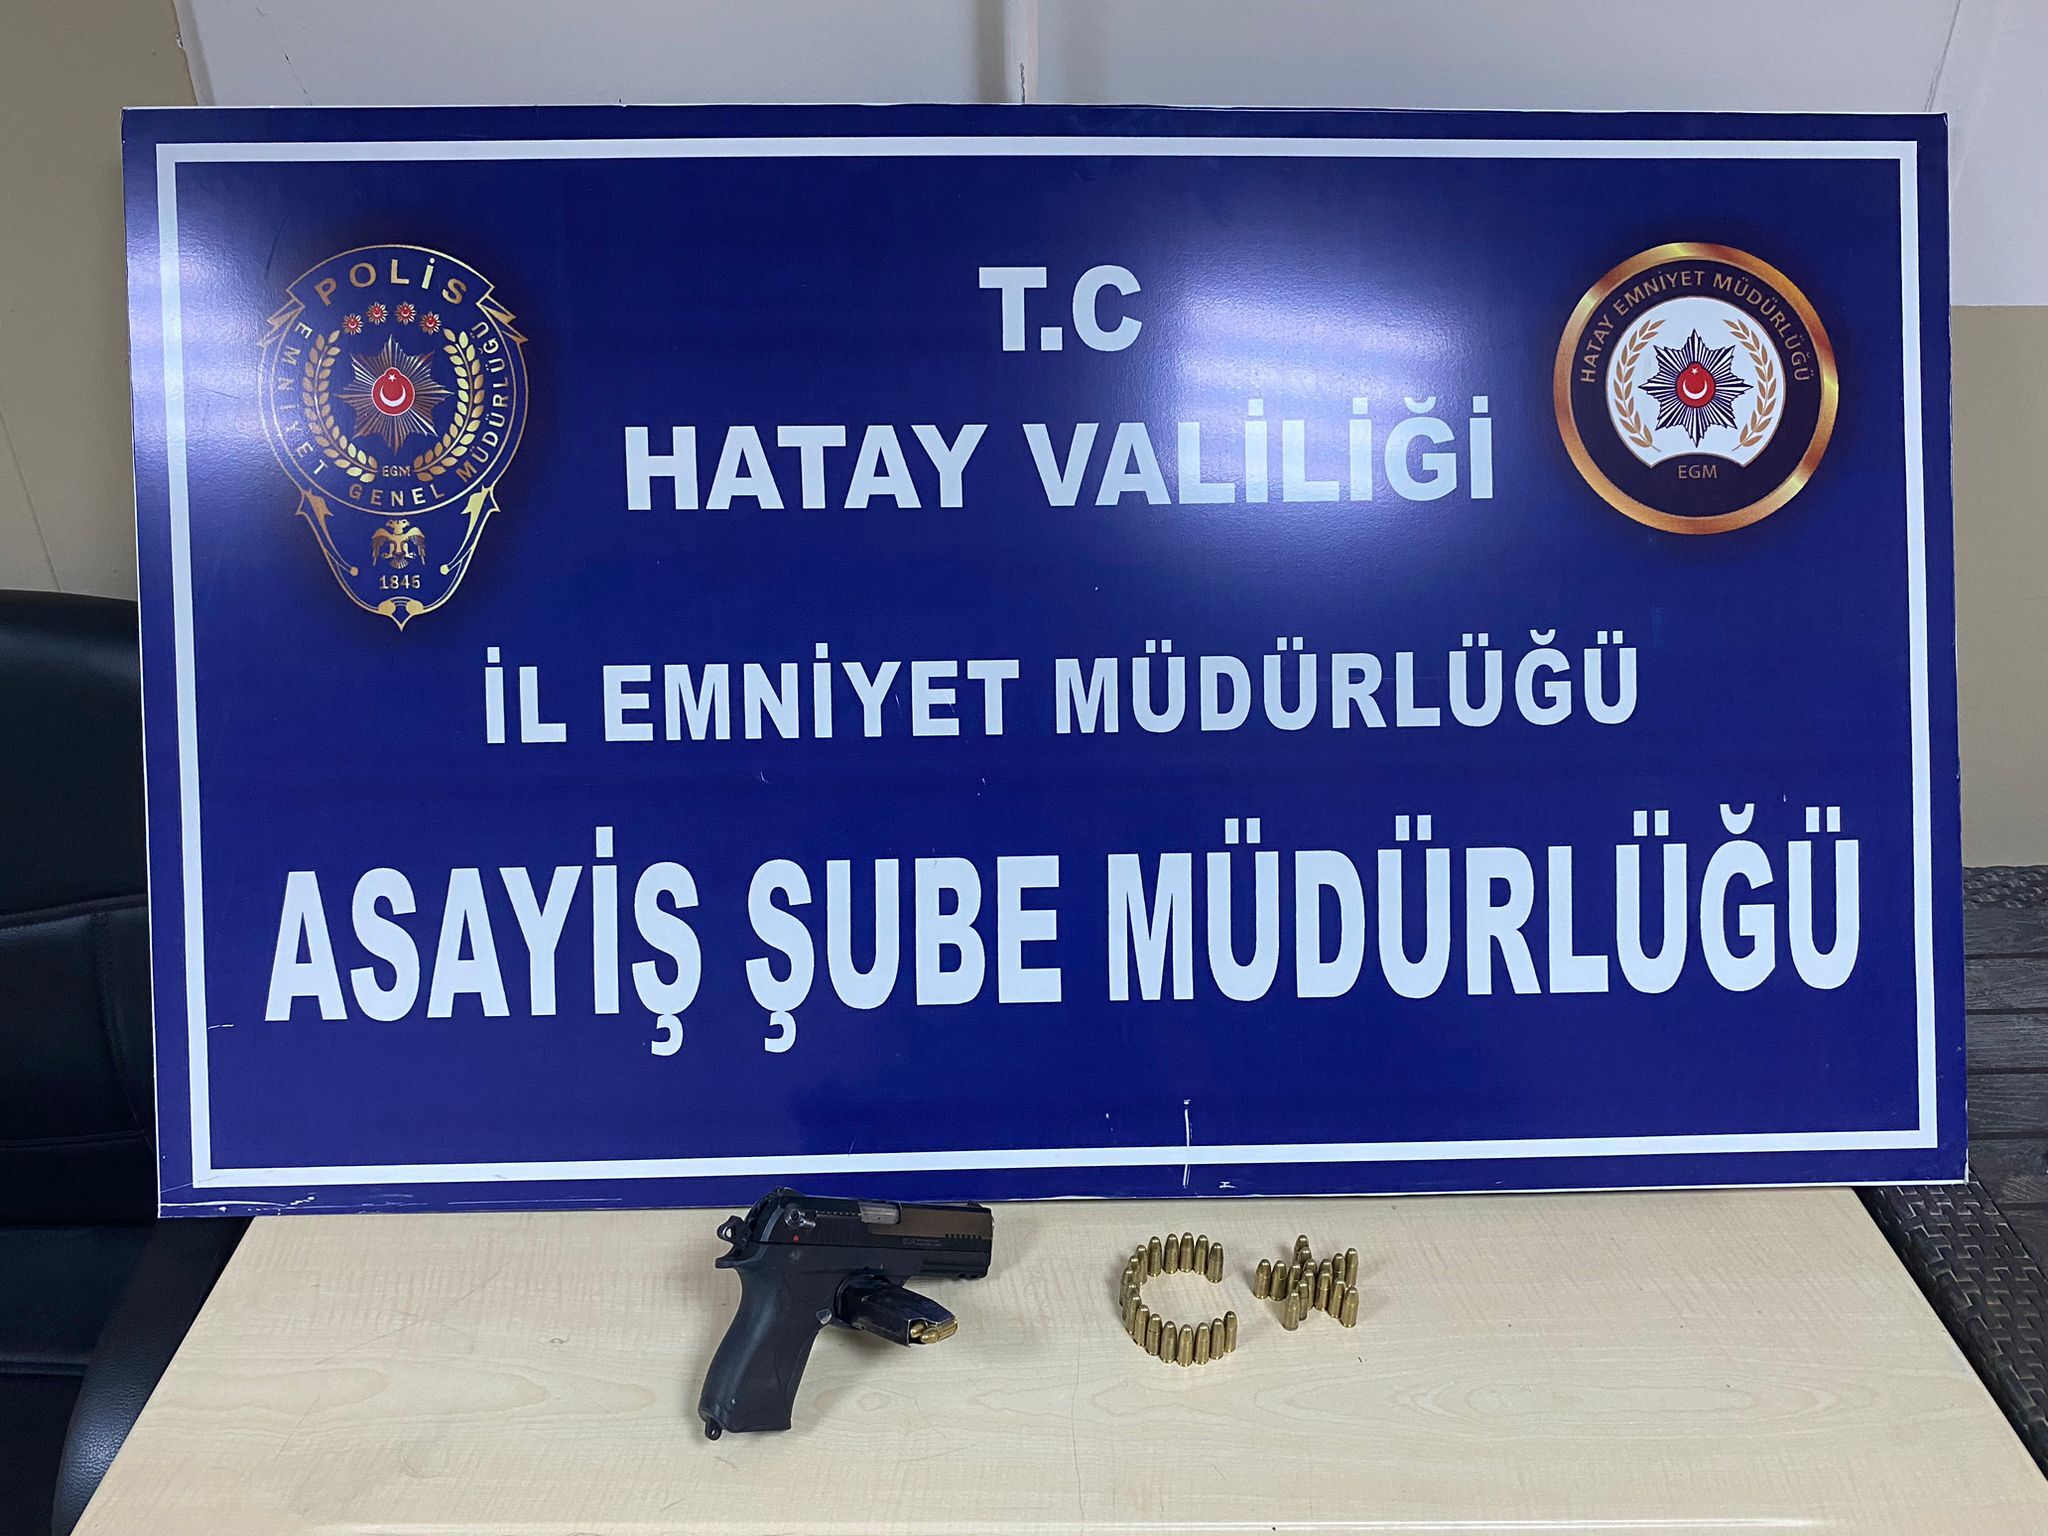 POLİS
EMNİYET GENEL MÜDÜRLÜĞÜ
EGM
1845
T.C
HATAY VALİLİĞİ
HATAY EMNİYET MÜDÜRLÜĞÜ
EGM
İL EMNİYET MÜDÜRLÜĞÜ
ASAYİŞ ŞUBE MÜDÜRLÜĞÜ